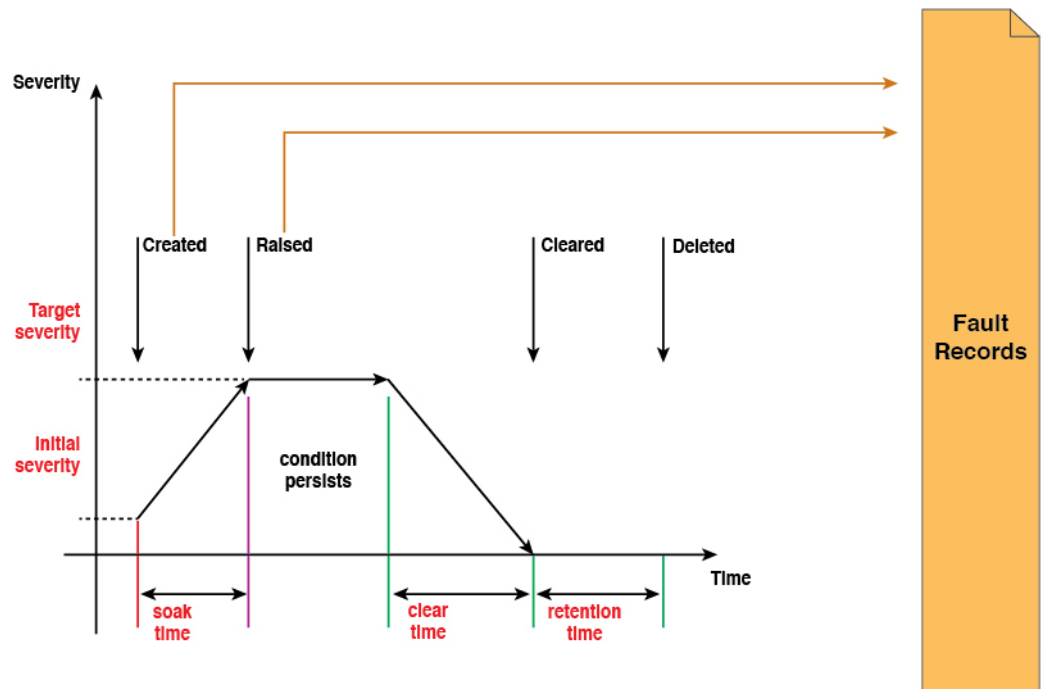 Severity
Created
Raised
Cleared
Deleted
Target
severity
Fault
Records
Initial
severity
condition
persists
Time
soak
time
clear
time
retention
time